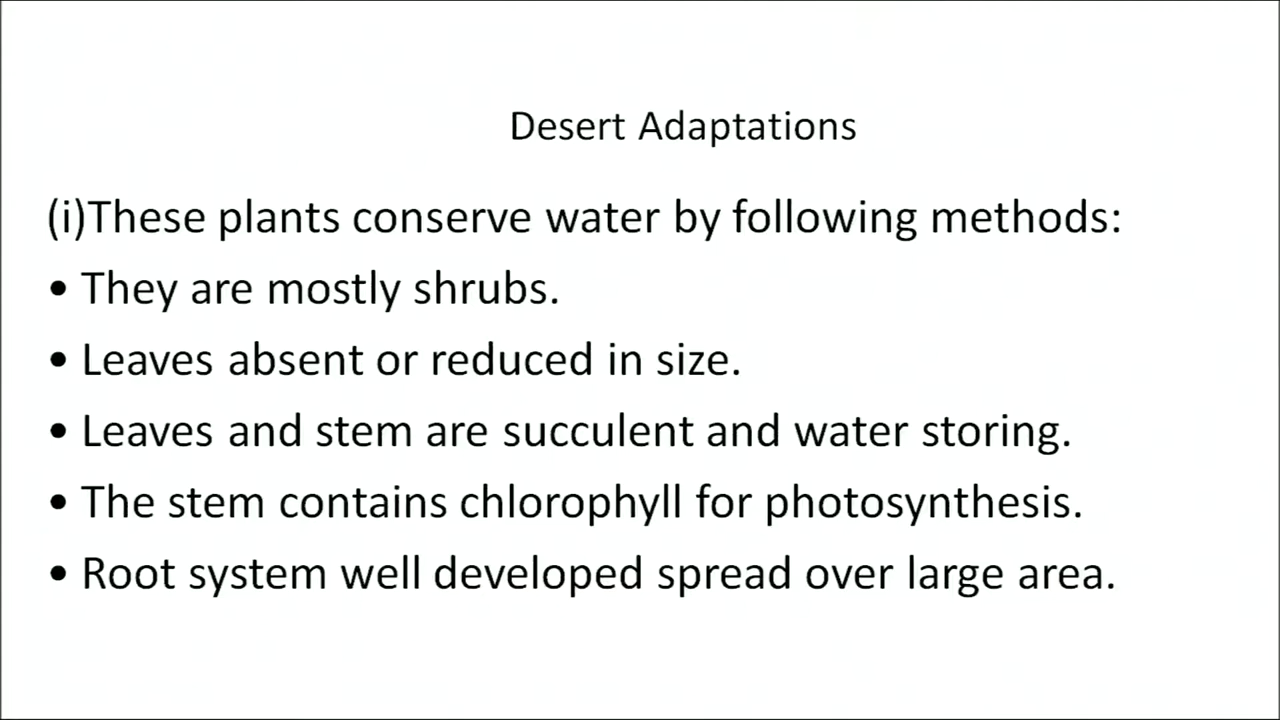 Desert Adaptations
(i)These plants conserve water by following methods:
• They are mostly shrubs.
• Leaves absent or reduced in size.
• Leaves and stem are succulent and water storing.
• The stem contains chlorophyll for photosynthesis.
• Root system well developed spread over large area.